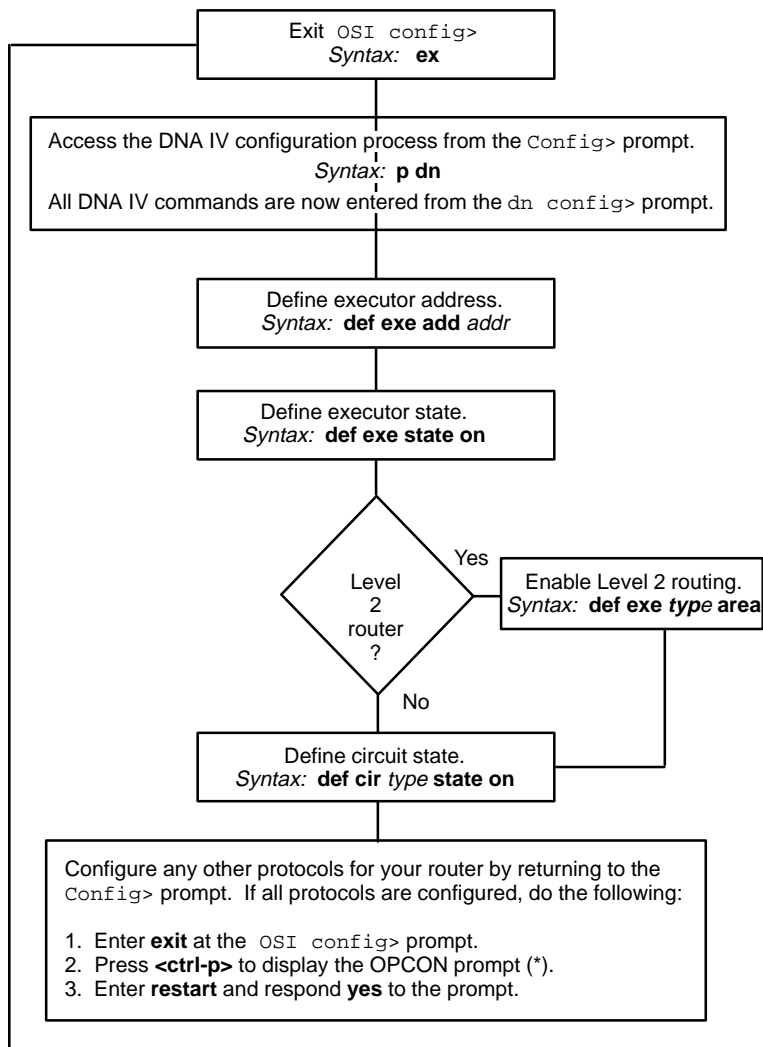 Exit OSI config>
Syntax: ex
Access the DNA IV configuration process from the Config> prompt.
Syntax: p dn
All DNA IV commands are now entered from the dn config> prompt.
Define executor address.
Syntax: def exe add addr
Define executor state.
Syntax: def exe state on
Level
2
router
?
Yes
Enable Level 2 routing.
Syntax: def exe type area
No
Define circuit state.
Syntax: def cir type state on
Configure any other protocols for your router by returning to the
Config> prompt. If all protocols are configured, do the following:
1. Enter exit at the OSI config> prompt.
2. Press <ctrl-p> to display the OPCON prompt (*).
3. Enter restart and respond yes to the prompt.